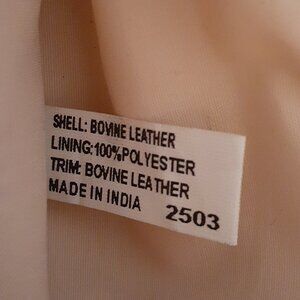 SHELL: BOVINE LEATHER
LINING:100%POLYESTER
TRIM: BOVINE LEATHER
MADE IN INDIA 2503